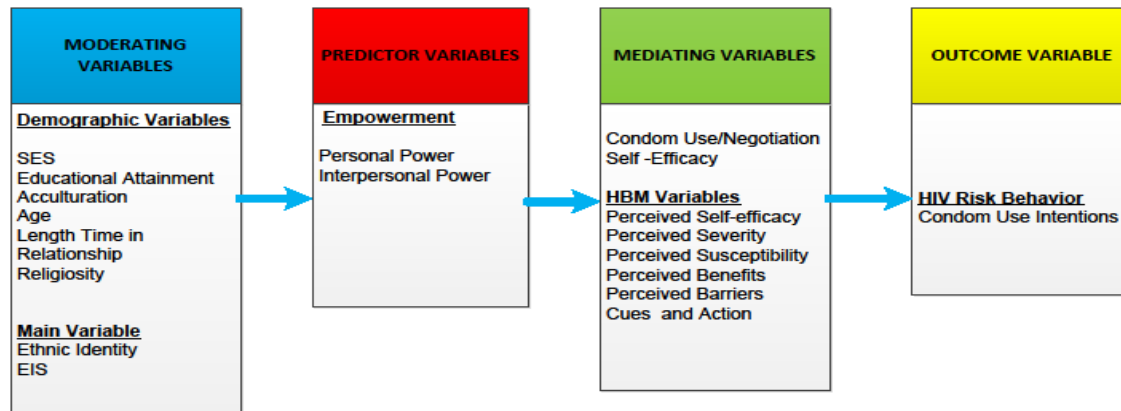 MODERATING
VARIABLES
Demographic Variables
SES
Educational Attainment
Acculturation
Age
Length Time in
Relationship
Religiosity
Main Variable
Ethnic Identity
EIS
PREDICTOR VARIABLES
Empowerment
Personal Power
Interpersonal Power
MEDIATING VARIABLES
Condom Use/Negotiation
Self -Efficacy
HBM Variables
Perceived Self-efficacy
Perceived Severity
Perceived Susceptibility
Perceived Benefits
Perceived Barriers
Cues and Action
OUTCOME VARIABLE
HIV Risk Behavior
Condom Use Intentions